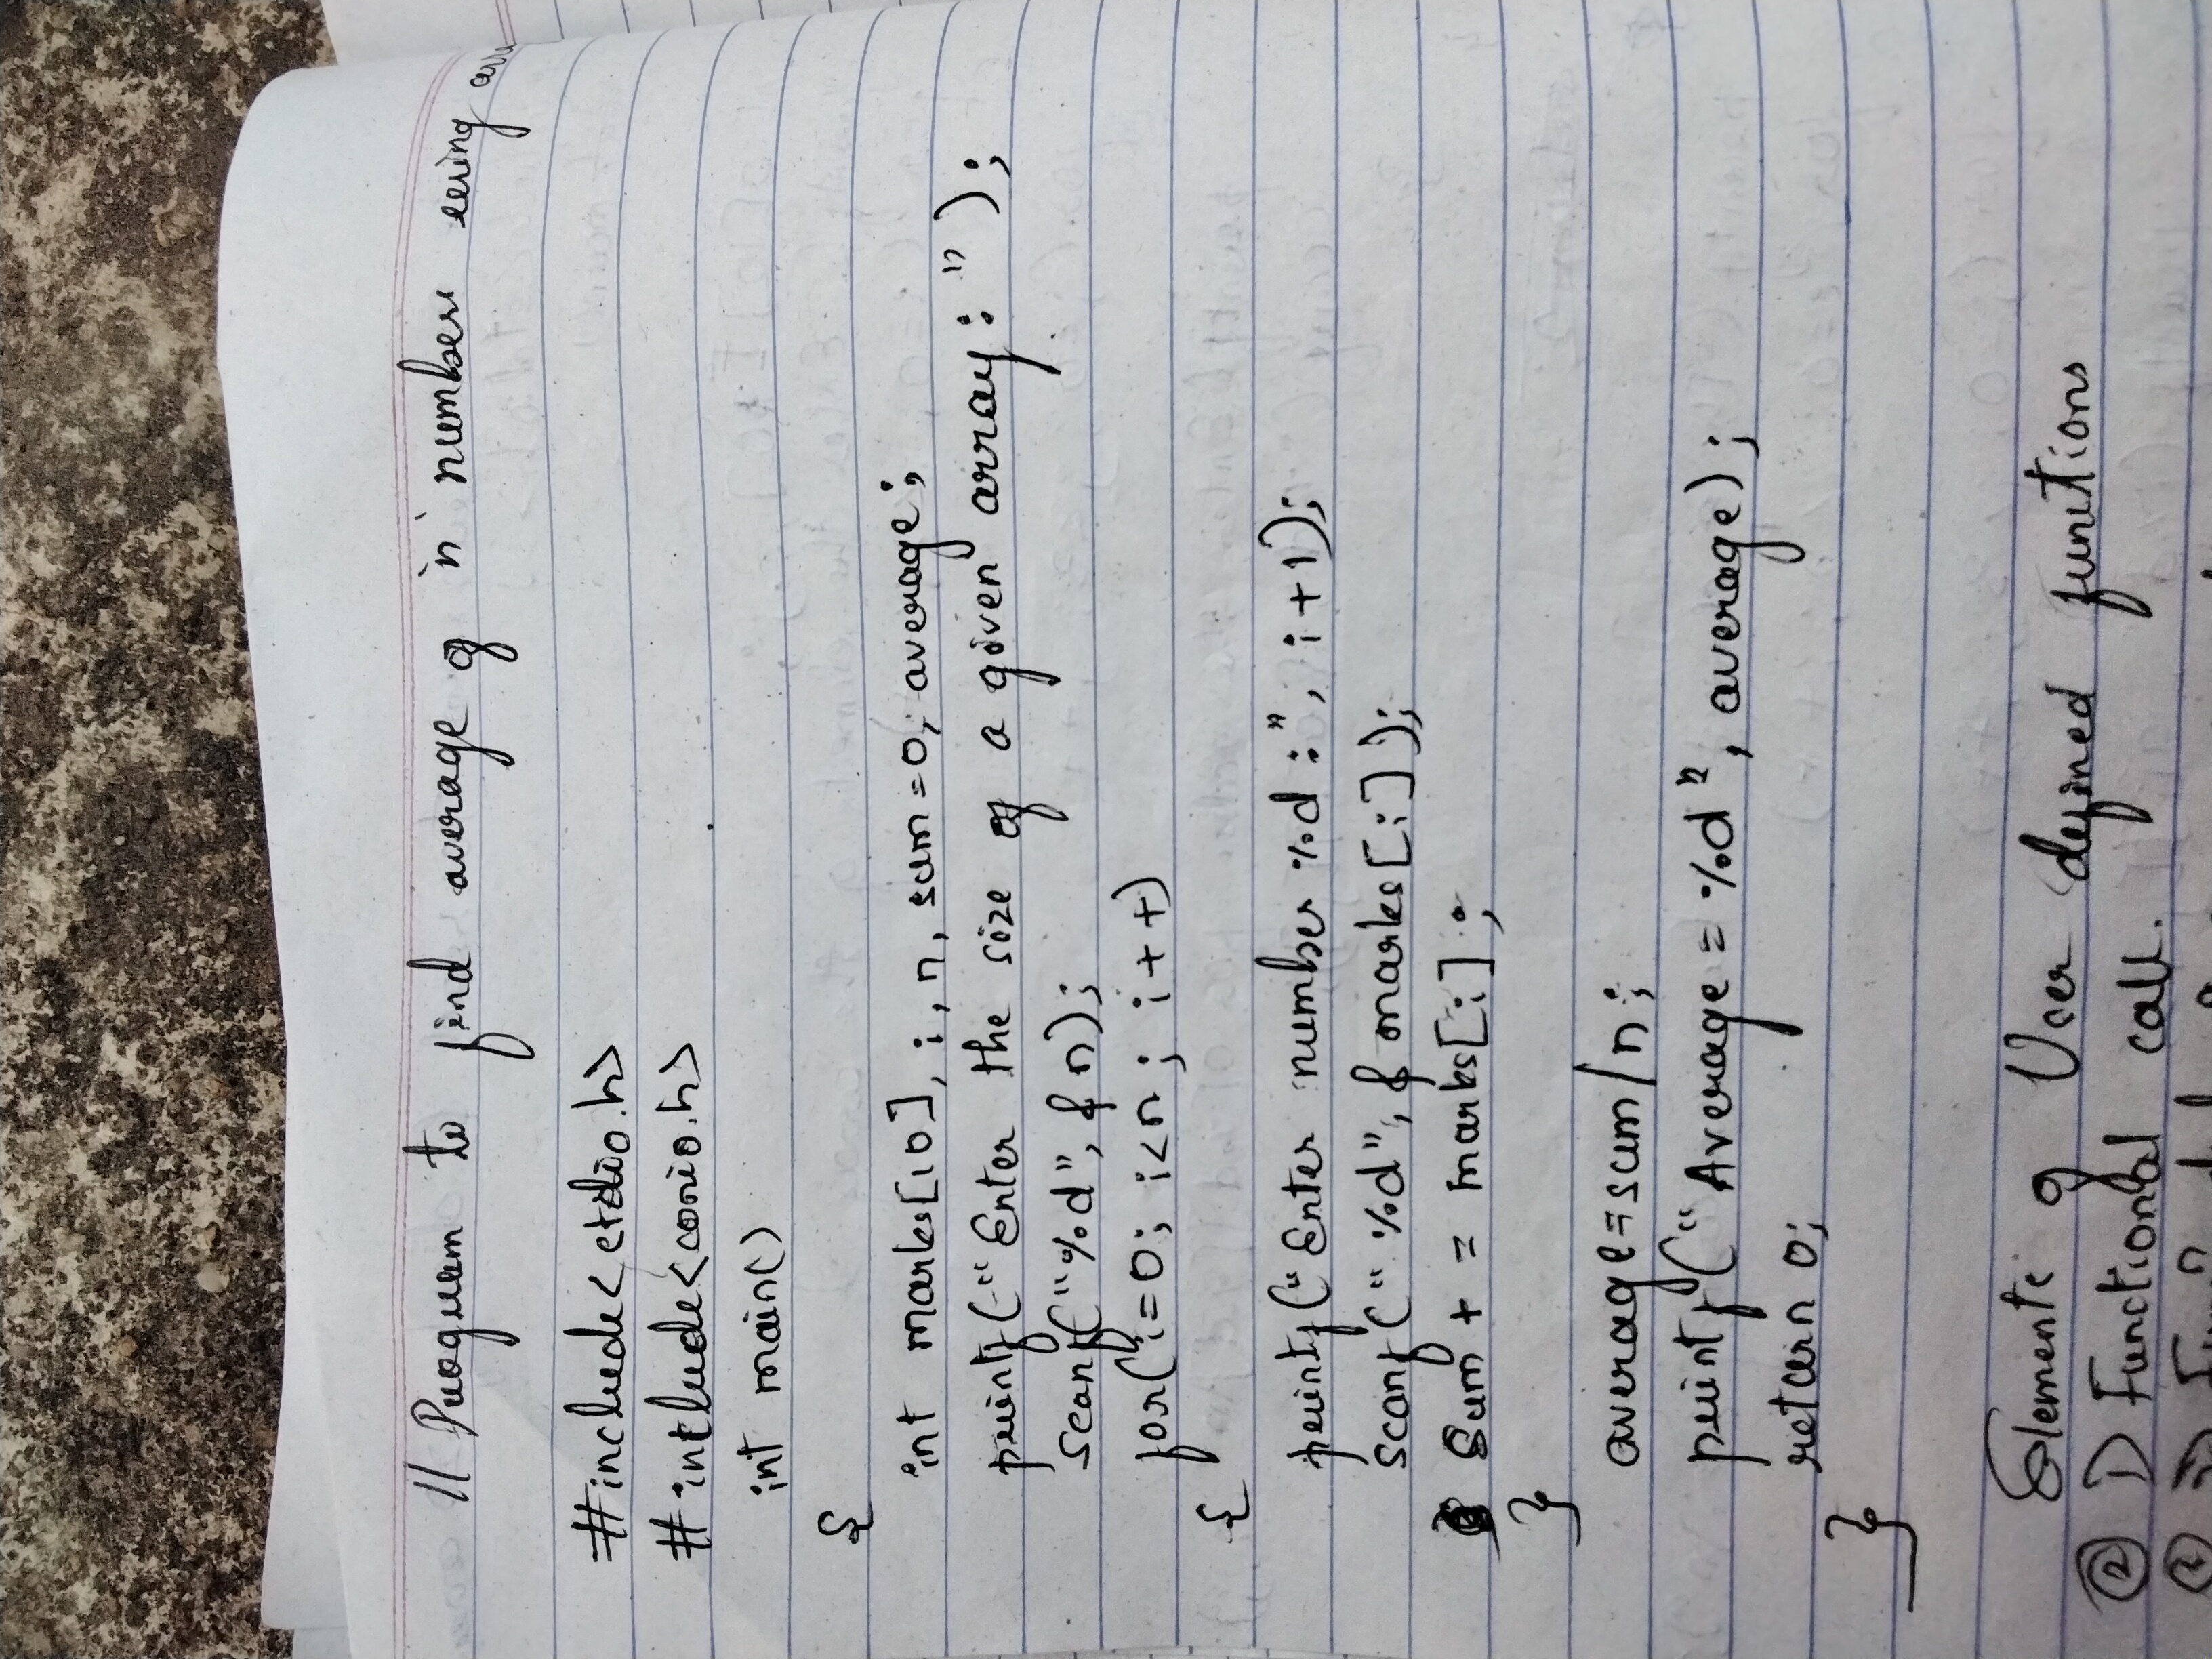 // Program to find average of 'n' numbers using arra
#include<stdio.h>
#include<conio.h>
int main()
{
int marks[10], i, n, sum=0, average;
printf("Enter the size of a given array: ");
scanf("%d", &n);
for(i=0; i<n; i++)
{
printf("Enter number %d :", i+1);
scanf("%d", &marks[i]);
Sum + = marks[i];
}
average=sum/n;
printf("Average = %d", average);
return 0;
}
Elements of User defined functions
② 1) Functional call.